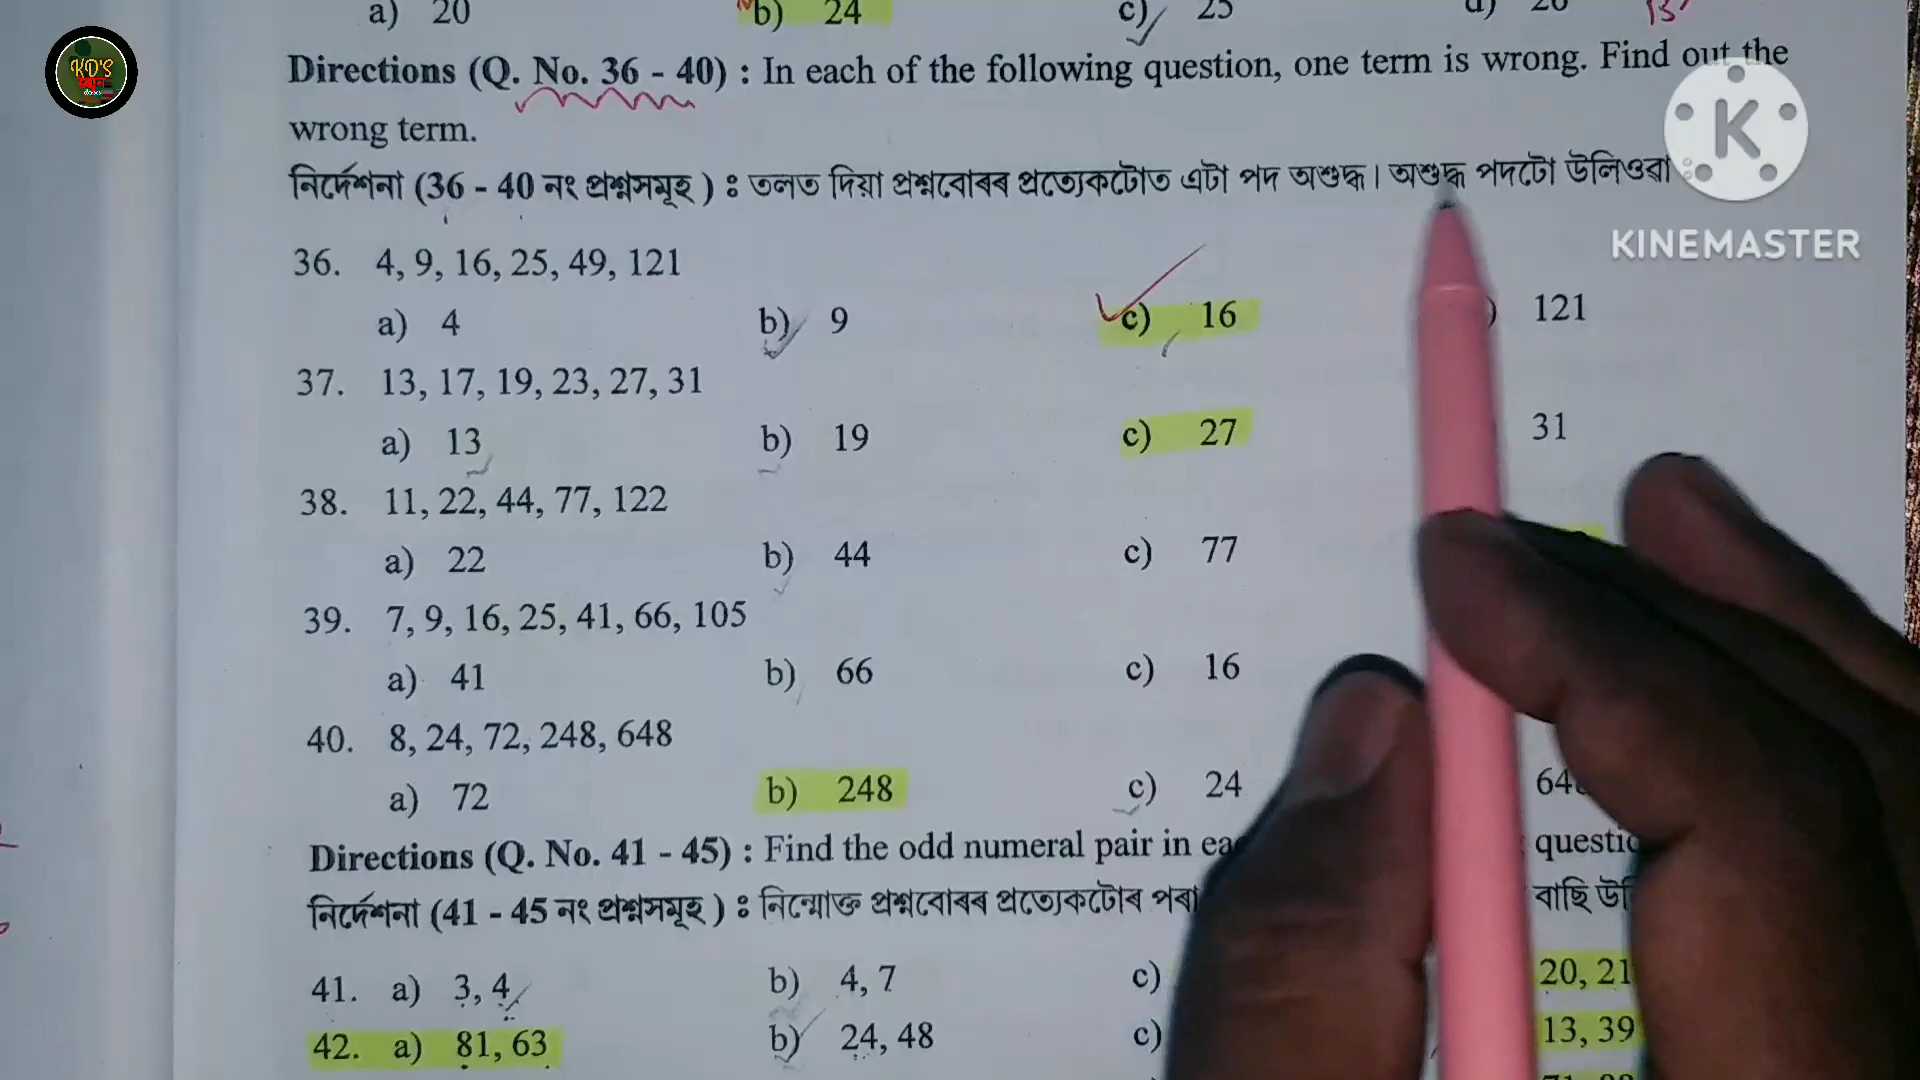 a) 20 b) 24 c) 25 d) 26
Directions (Q. No. 36 - 40) : In each of the following question, one term is wrong. Find out the
wrong term.
নিৰ্দেশনা (36 - 40 নং প্ৰশ্নসমূহ ) : তলত দিয়া প্ৰশ্নবোৰৰ প্ৰত্যেকটোত এটা পদ অশুদ্ধ। অশুদ্ধ পদটো উলিওৱা :
KINEMASTER
36. 4, 9, 16, 25, 49, 121
a) 4 b) 9 c) 16 ) 121
37. 13, 17, 19, 23, 27, 31
a) 13 b) 19 c) 27 31
38. 11, 22, 44, 77, 122
a) 22 b) 44 c) 77
39. 7, 9, 16, 25, 41, 66, 105
a) 41 b) 66 c) 16
40. 8, 24, 72, 248, 648
a) 72 b) 248 c) 24 648
Directions (Q. No. 41 - 45) : Find the odd numeral pair in questio
নিৰ্দেশনা (41 - 45 নং প্ৰশ্নসমূহ ) : নিম্নোক্ত প্ৰশ্নবোৰৰ প্ৰত্যেকটোৰ পৰা বাছি
41. a) 3, 4 b) 4, 7 c) 20, 21
42. a) 81, 63 b) 24, 48 c) 13, 39
KD'S